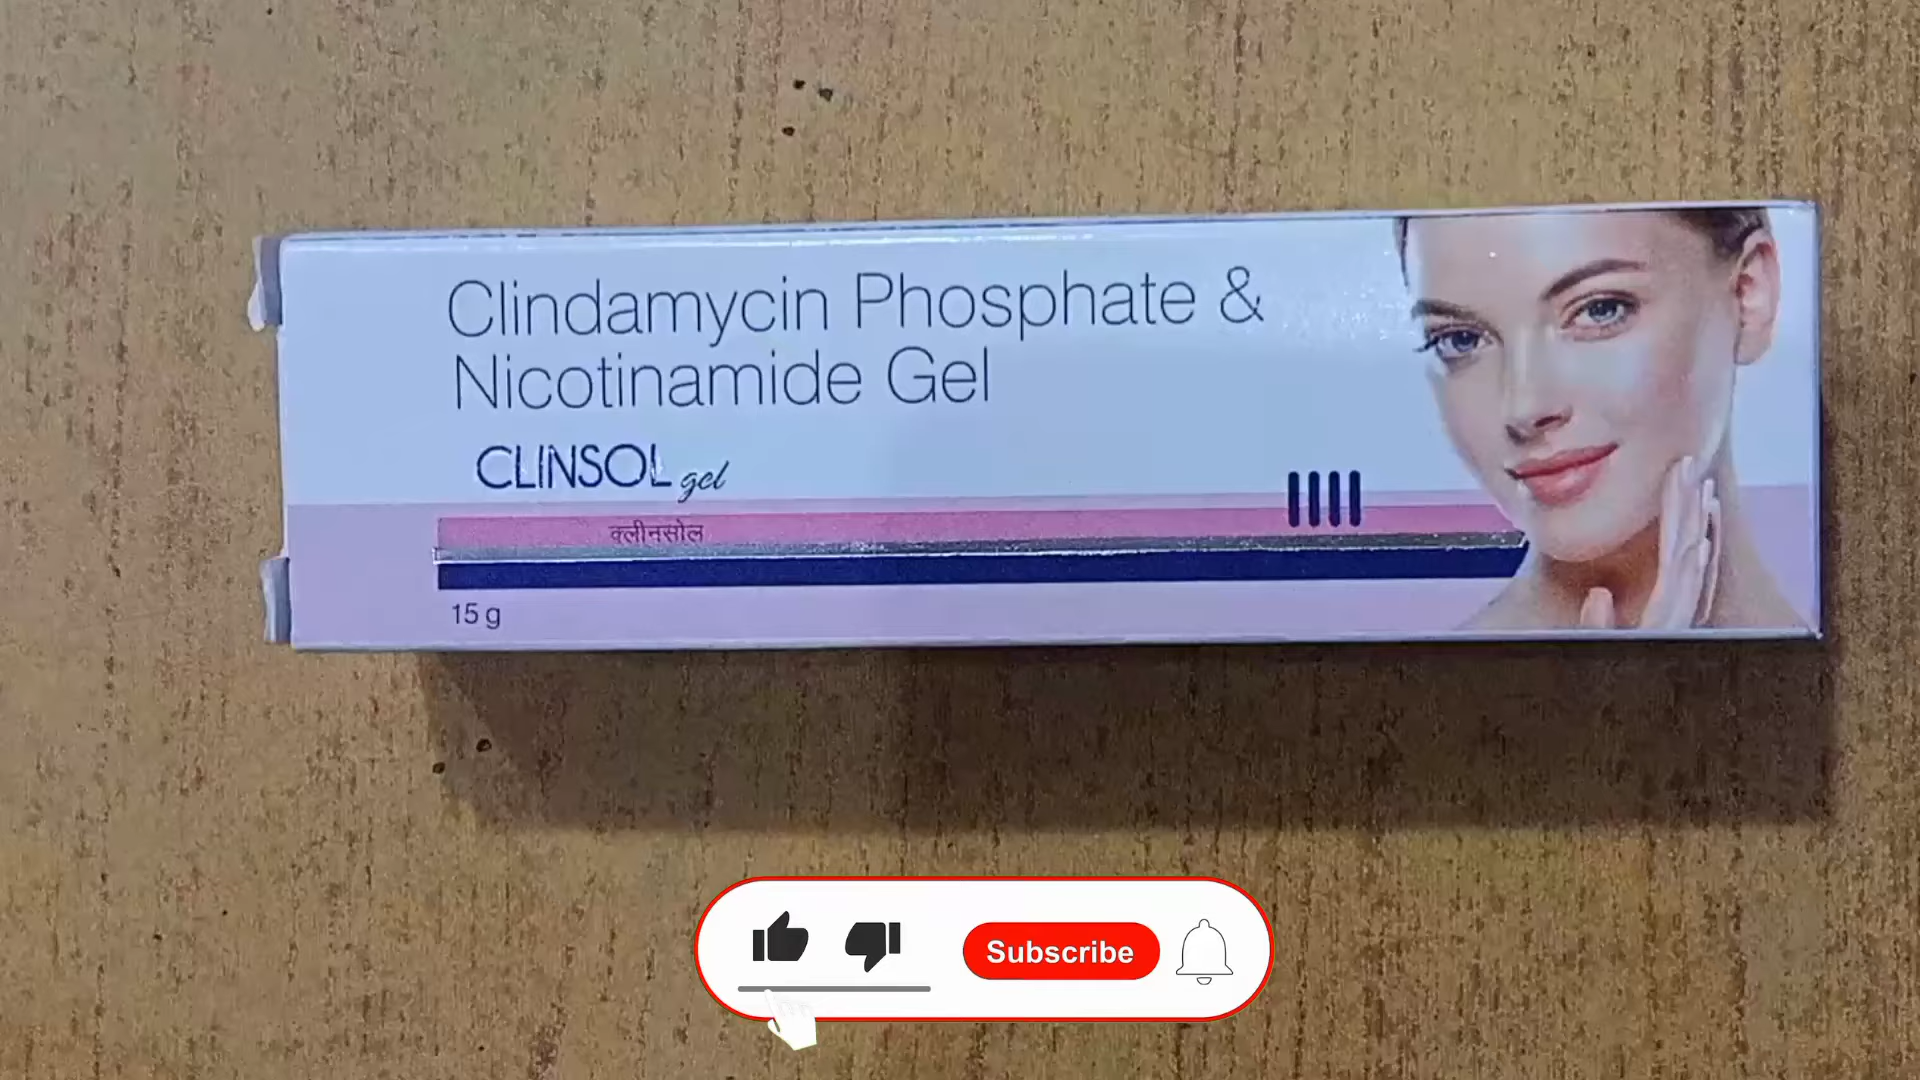 Clindamycin Phosphate &
Nicotinamide Gel
CLINSOL gel
क्लीनसोल
15 g
Subscribe